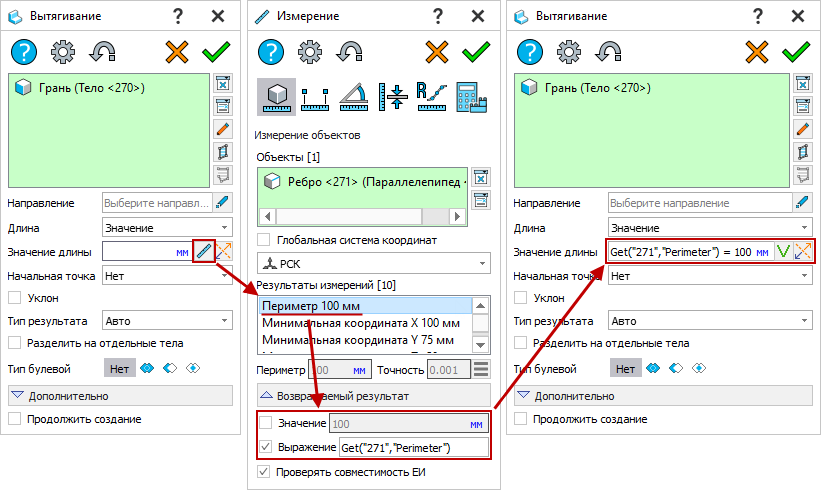 Вытягивание
?
?
Грань (Тело <270>)
Направление
Выберите направл...
Длина
Значение
Значение длины
мм
Начальная точка
Нет
Уклон
Тип результата
Авто
Разделить на отдельные тела
Тип булевой
Нет
Дополнительно
Продолжить создание
Измерение
?
?
R
Измерение объектов
Объекты [1]
Ребро <271> (Параллелепипед
Глобальная система координат
РСК
Результаты измерений [10]
Периметр 100 мм
Минимальная координата X 100 мм
Минимальная координата Y 75 мм
Периметр
100 мм
Точность
0.001
Возвращаемый результат
Значение
100 мм
Выражение
Get("271","Perimeter")
Проверять совместимость ЕИ
Вытягивание
?
?
Грань (Тело <270>)
Направление
Выберите направление
Длина
Значение
Значение длины
Get("271","Perimeter") = 100 мм
Начальная точка
Нет
Уклон
Тип результата
Авто
Разделить на отдельные тела
Тип булевой
Нет
Дополнительно
Продолжить создание